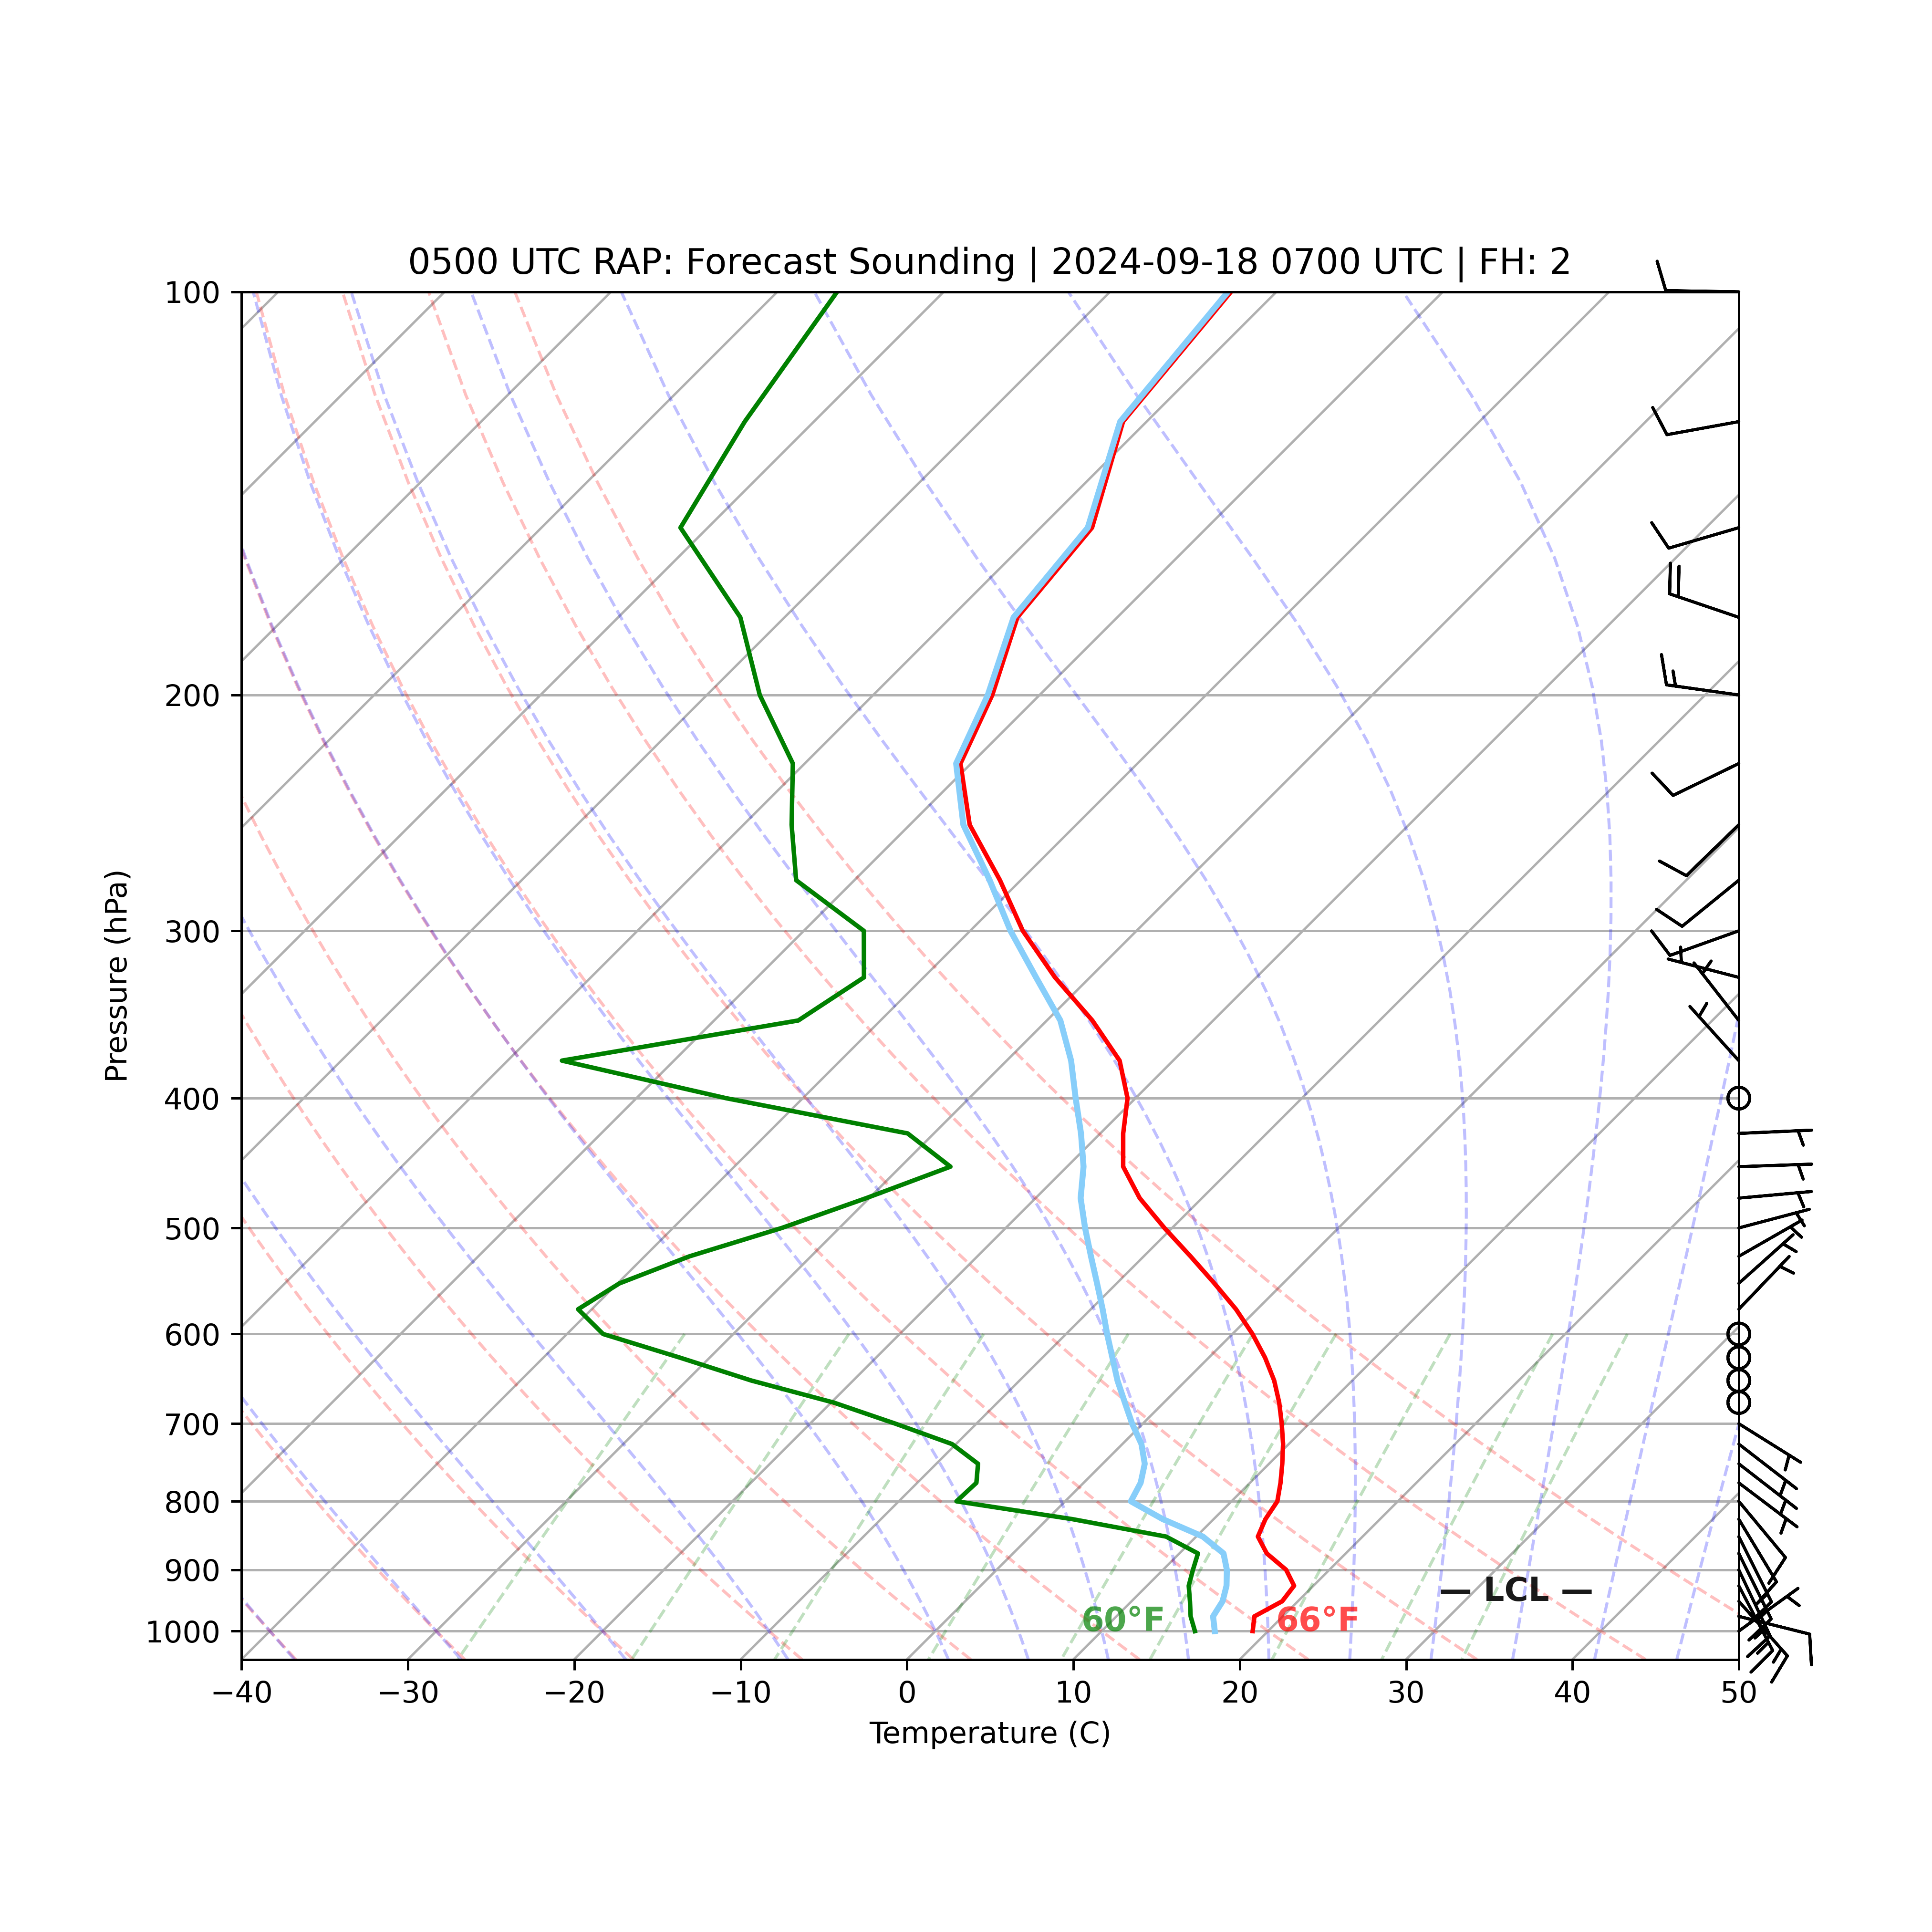 0500 UTC RAP: Forecast Sounding | 2024-09-18 0700 UTC | FH: 2
100
200
300
400
500
600
700
800
900
1000
Pressure (hPa)
— LCL —
60°F 66°F
−40 −30 −20 −10 0 10 20 30 40 50
Temperature (C)